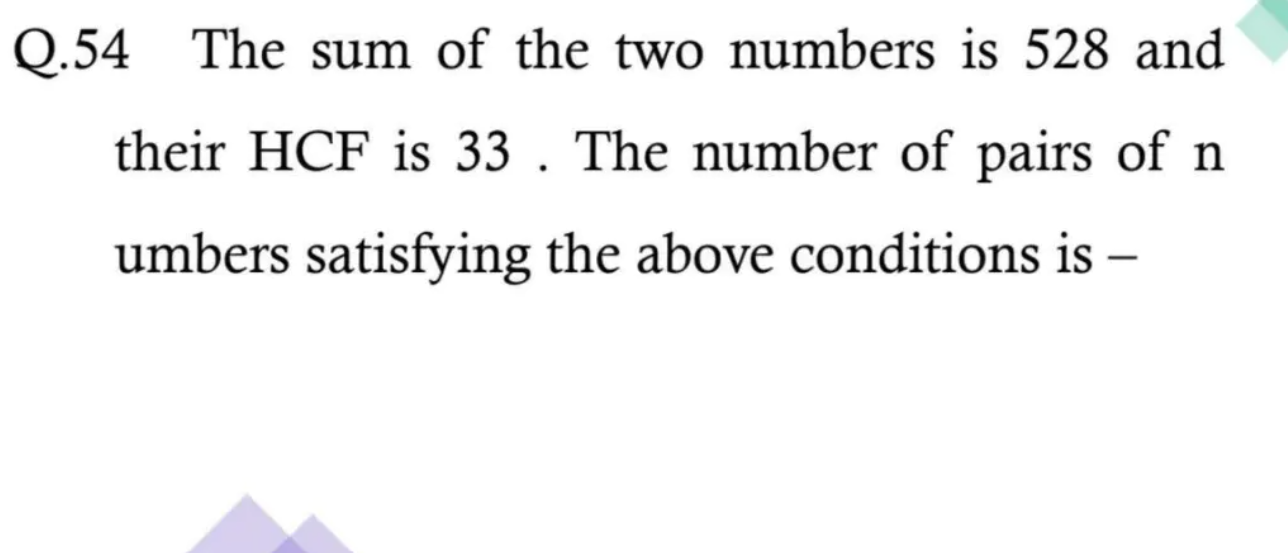 Q.54 The sum of the two numbers is 528 and
their HCF is 33 . The number of pairs of n
umbers satisfying the above conditions is –